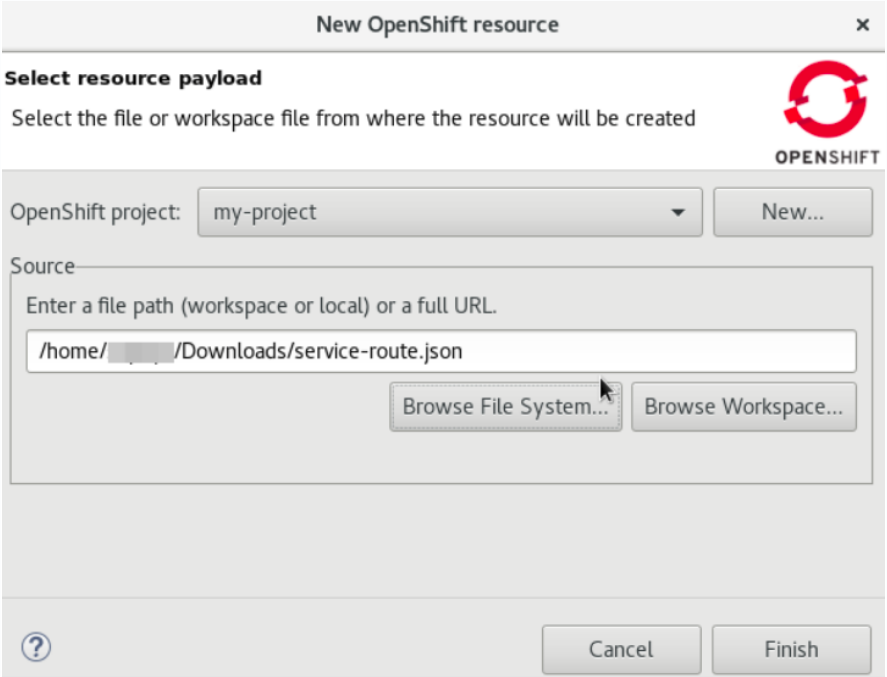 New OpenShift resource ×
Select resource payload
Select the file or workspace file from where the resource will be created
OPENSHIFT
OpenShift project: my-project New...
Source
Enter a file path (workspace or local) or a full URL.
/home/ /Downloads/service-route.json
Browse File System... Browse Workspace...
? Cancel Finish